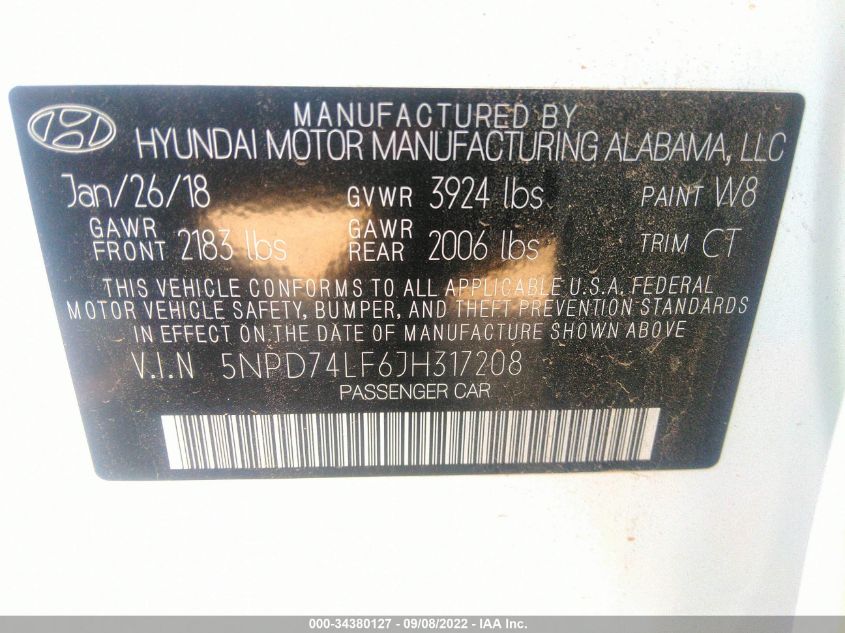 MANUFACTURED BY
HYUNDAI MOTOR MANUFACTURING ALABAMA, LLC
Jan/26/18 GVWR 3924 lbs PAINT W8
GAWR FRONT 2183 lbs GAWR REAR 2006 lbs TRIM CT
THIS VEHICLE CONFORMS TO ALL APPLICABLE U.S.A. FEDERAL
MOTOR VEHICLE SAFETY, BUMPER, AND THEFT PREVENTION STANDARDS
IN EFFECT ON THE DATE OF MANUFACTURE SHOWN ABOVE
V.I.N 5NPD74LF6JH317208
PASSENGER CAR
000-34380127 - 09/08/2022 - IAA Inc.